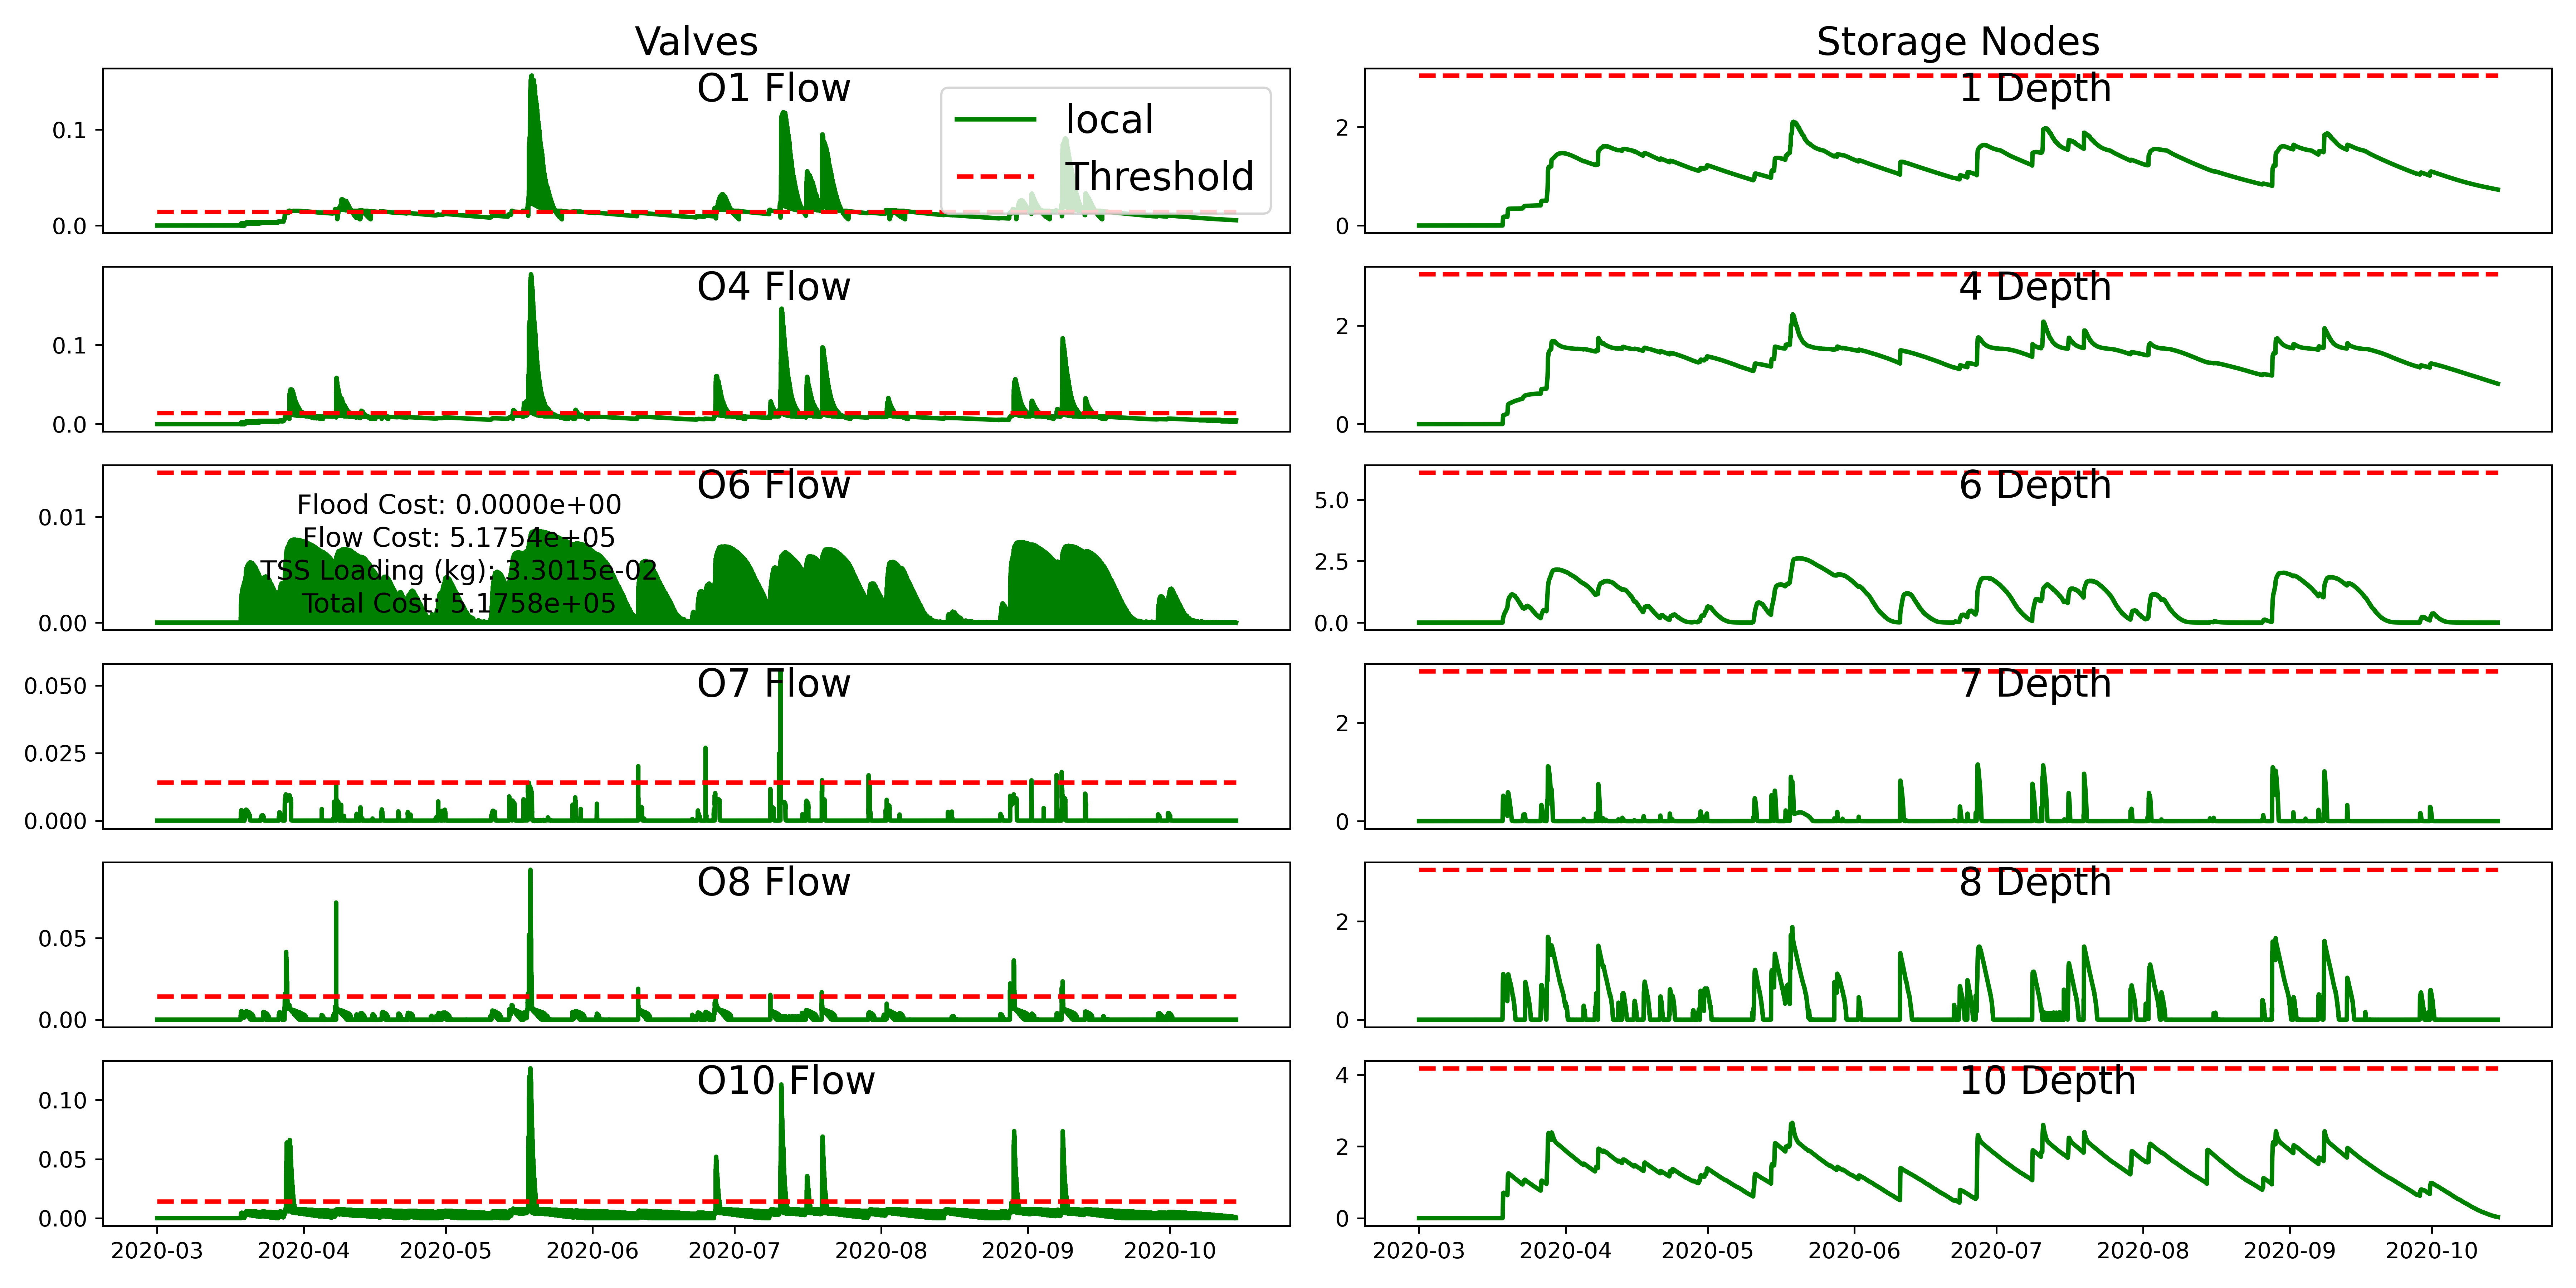 Valves
Storage Nodes
O1 Flow
local
Threshold
0.1
0.0
1 Depth
2
0
O4 Flow
0.1
0.0
4 Depth
2
0
O6 Flow
Flood Cost: 0.0000e+00
Flow Cost: 5.1754e+05
TSS Loading (kg): 3.3015e-02
Total Cost: 5.1758e+05
0.01
0.00
6 Depth
5.0
2.5
0.0
O7 Flow
0.050
0.025
0.000
7 Depth
2
0
O8 Flow
0.05
0.00
8 Depth
2
0
O10 Flow
0.10
0.05
0.00
10 Depth
4
2
0
2020-03 2020-04 2020-05 2020-06 2020-07 2020-08 2020-09 2020-10
2020-03 2020-04 2020-05 2020-06 2020-07 2020-08 2020-09 2020-10